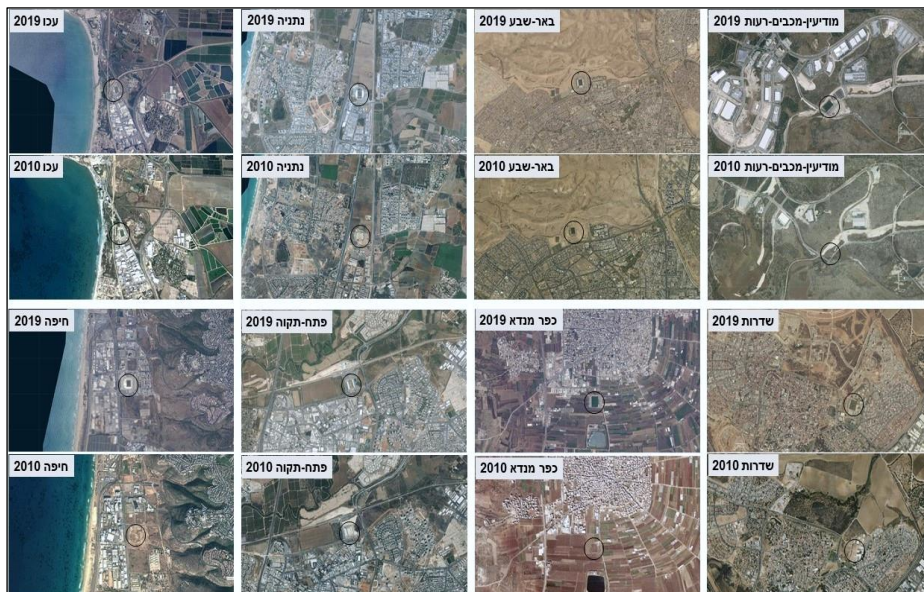 מודיעין-מכבים-רעות 2019
באר-שבע 2019
נתניה 2019
עכו 2019
מודיעין-מכבים-רעות 2010
באר-שבע 2010
נתניה 2010
עכו 2010
שדרות 2019
כפר מנדא 2019
פתח-תקוה 2019
חיפה 2019
שדרות 2010
כפר מנדא 2010
פתח-תקוה 2010
חיפה 2010